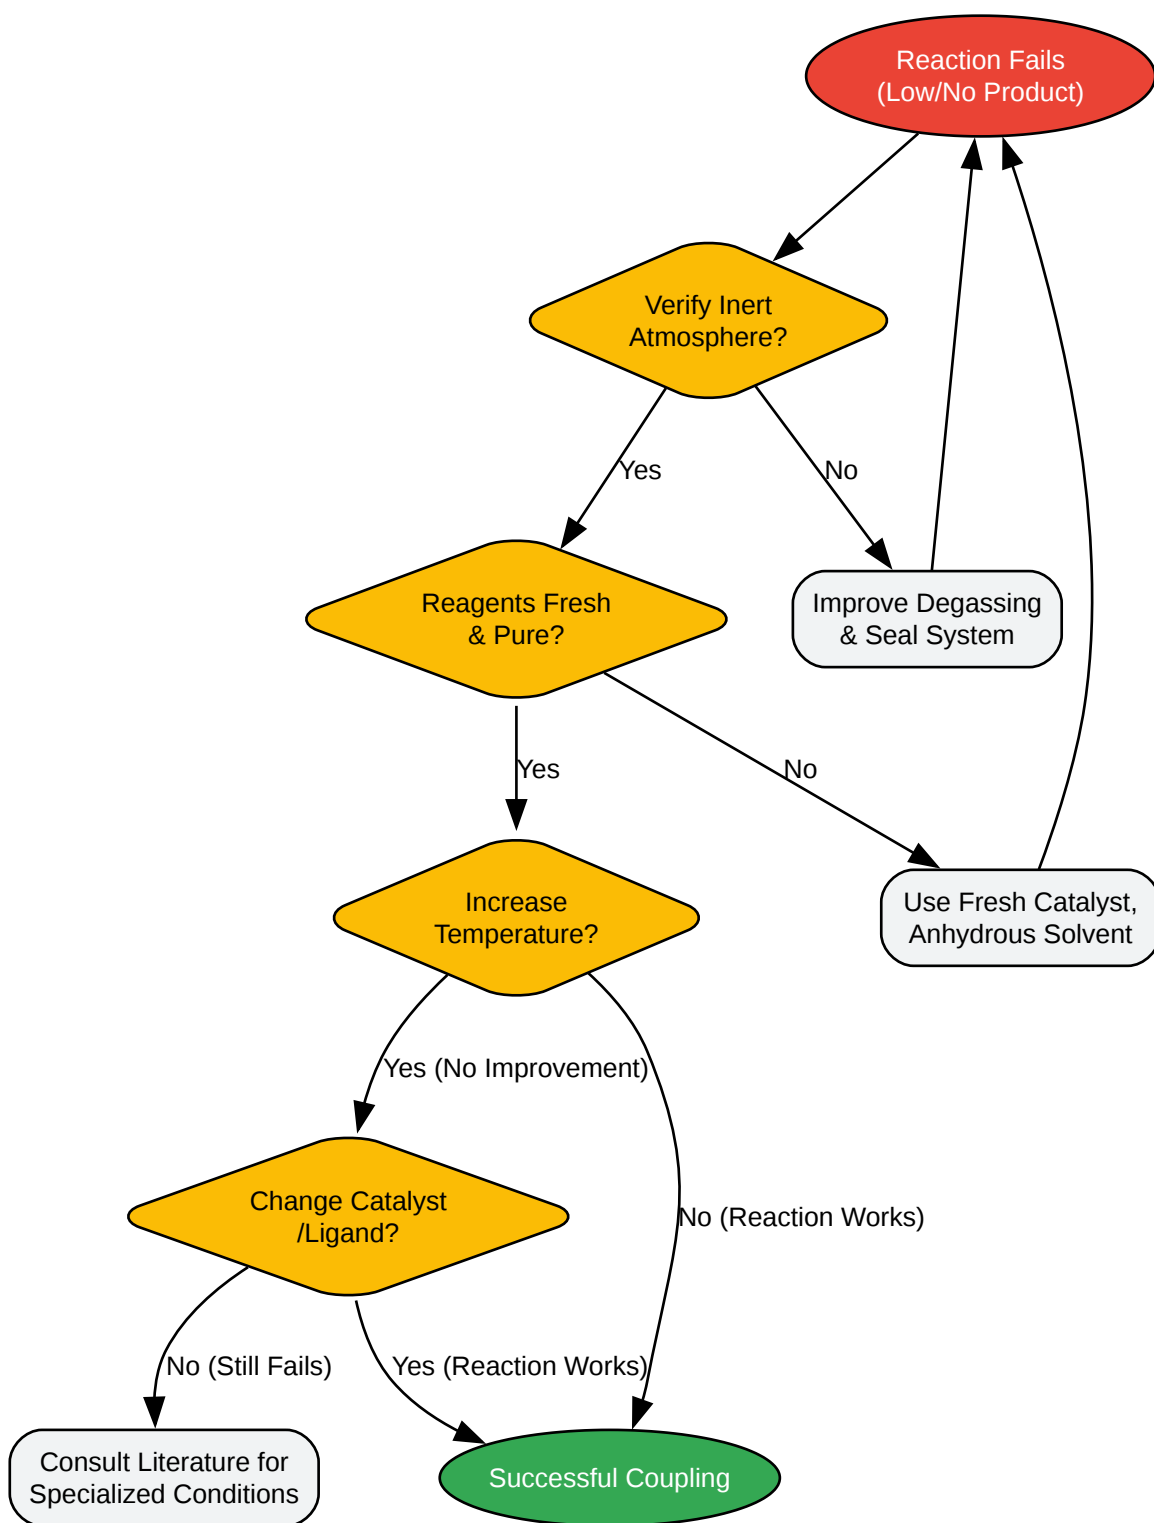 Reaction Fails
(Low/No Product)
Verify Inert
Atmosphere?
Yes
No
Reagents Fresh
& Pure?
Improve Degassing
& Seal System
Yes
No
Increase
Temperature?
Use Fresh Catalyst,
Anhydrous Solvent
Yes (No Improvement)
Change Catalyst
/Ligand?
No (Reaction Works)
No (Still Fails)
Yes (Reaction Works)
Consult Literature for
Specialized Conditions
Successful Coupling